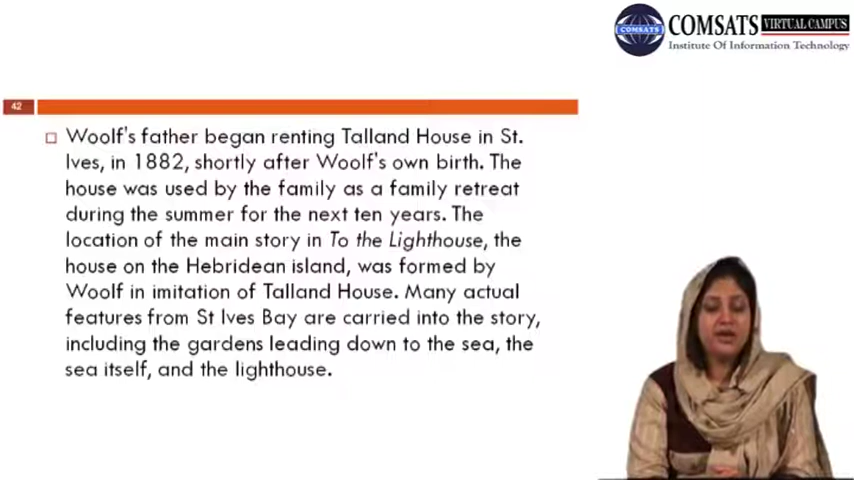 COMSATS VIRTUAL CAMPUS
COMSATS
Institute Of Information Technology
42
Woolf's father began renting Talland House in St.
Ives, in 1882, shortly after Woolf's own birth. The
house was used by the family as a family retreat
during the summer for the next ten years. The
location of the main story in To the Lighthouse, the
house on the Hebridean island, was formed by
Woolf in imitation of Talland House. Many actual
features from St Ives Bay are carried into the story,
including the gardens leading down to the sea, the
sea itself, and the lighthouse.